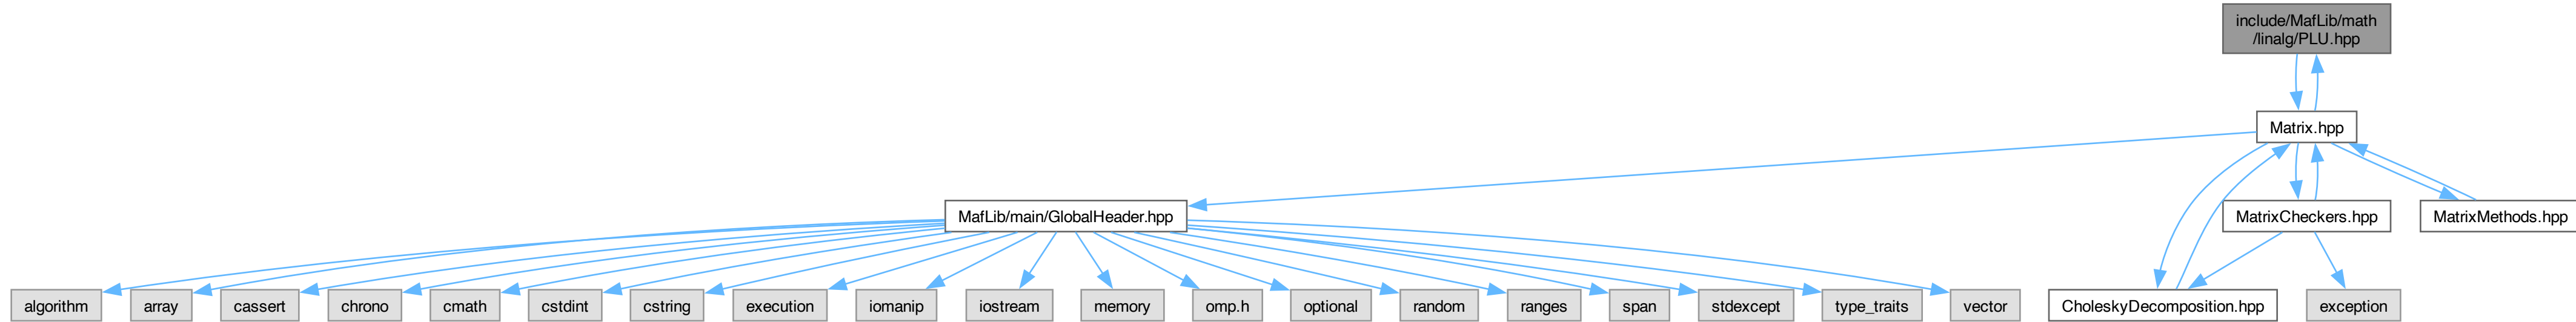 include/MafLib/math
/linalg/PLU.hpp
Matrix.hpp
MafLib/main/GlobalHeader.hpp
MatrixCheckers.hpp
MatrixMethods.hpp
algorithm
array
cassert
chrono
cmath
cstdint
cstring
execution
iomanip
iostream
memory
omp.h
optional
random
ranges
span
stdexcept
type_traits
vector
CholeskyDecomposition.hpp
exception